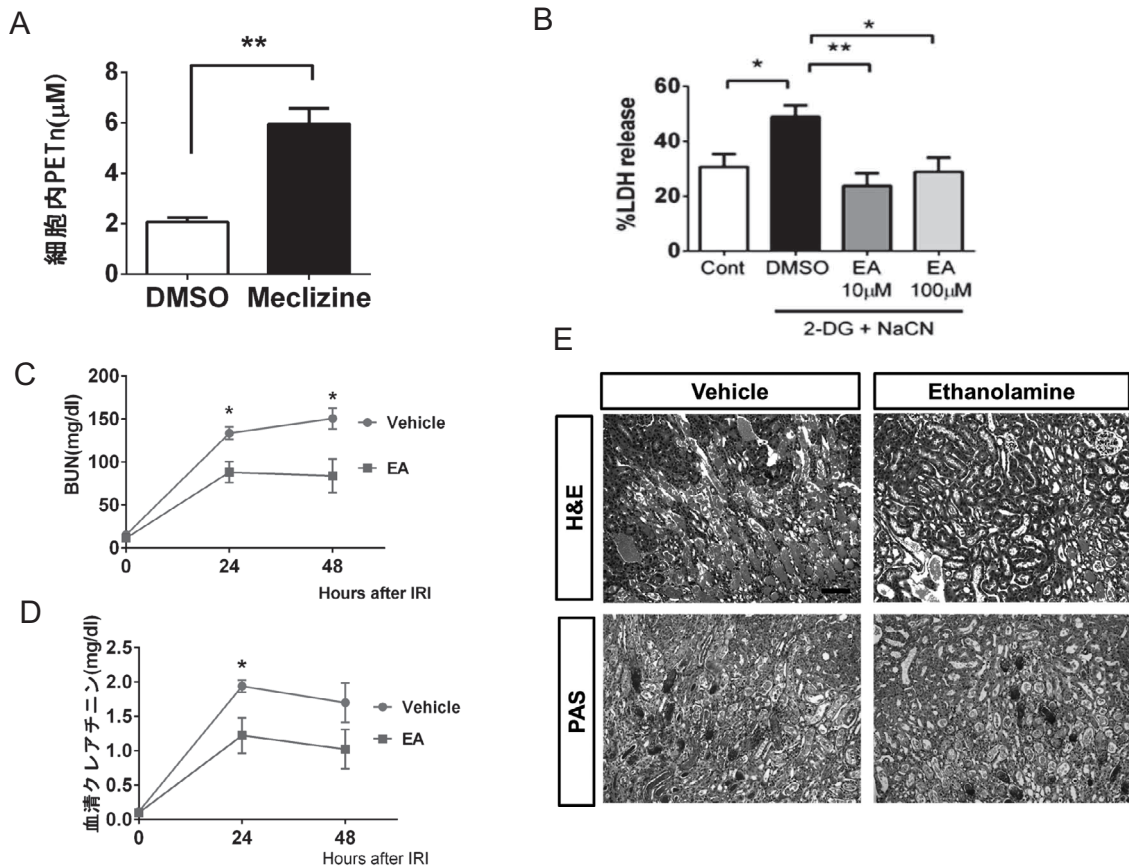 A
**
細胞内PETn(μM)
8
6
4
2
0
DMSO Meclizine
B
*
* **
%LDH release
60
40
20
0
Cont DMSO EA EA
10μM 100μM
2-DG + NaCN
C
BUN(mg/dl)
200
150
100
50
0
* *
Vehicle
EA
0 24 48
Hours after IRI
D
血清クレアチニン(mg/dl)
2.5
2.0
1.5
1.0
0.5
0.0
*
Vehicle
EA
0 24 48
Hours after IRI
E
Vehicle Ethanolamine
H&E
PAS